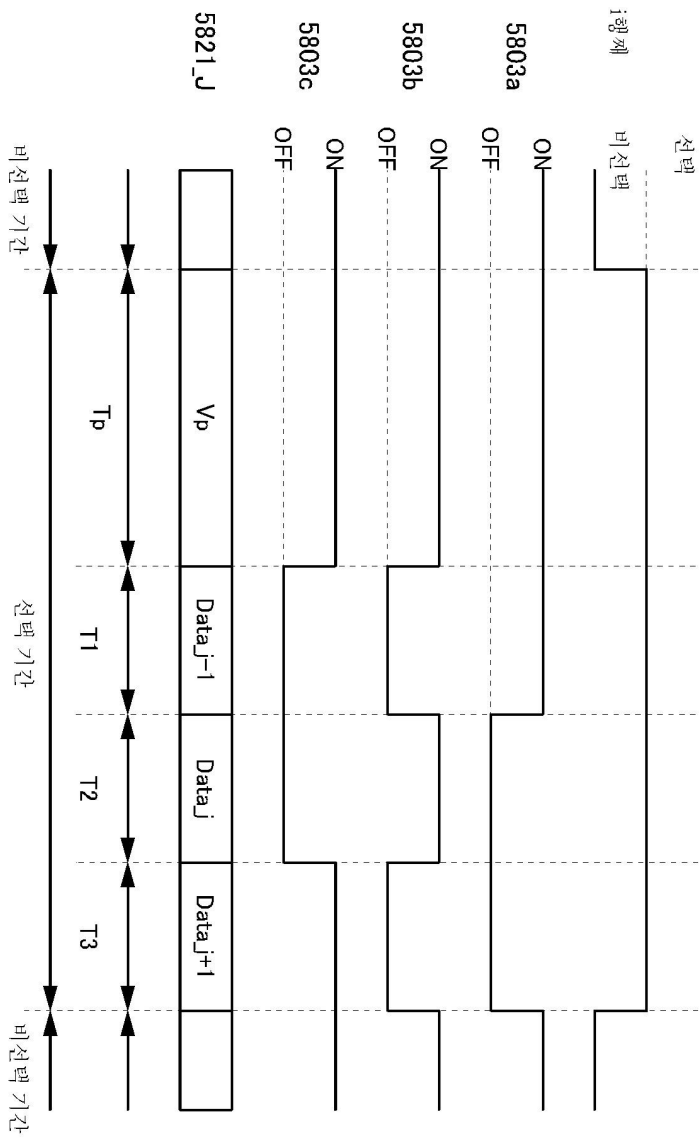 선택
i행째
비선택
5803a
ON
OFF
5803b
ON
OFF
5803c
ON
OFF
5821_J
Vp
Data_j-1
Data_j
Data_j+1
Tp
T1
T2
T3
비선택 기간
선택 기간
비선택 기간